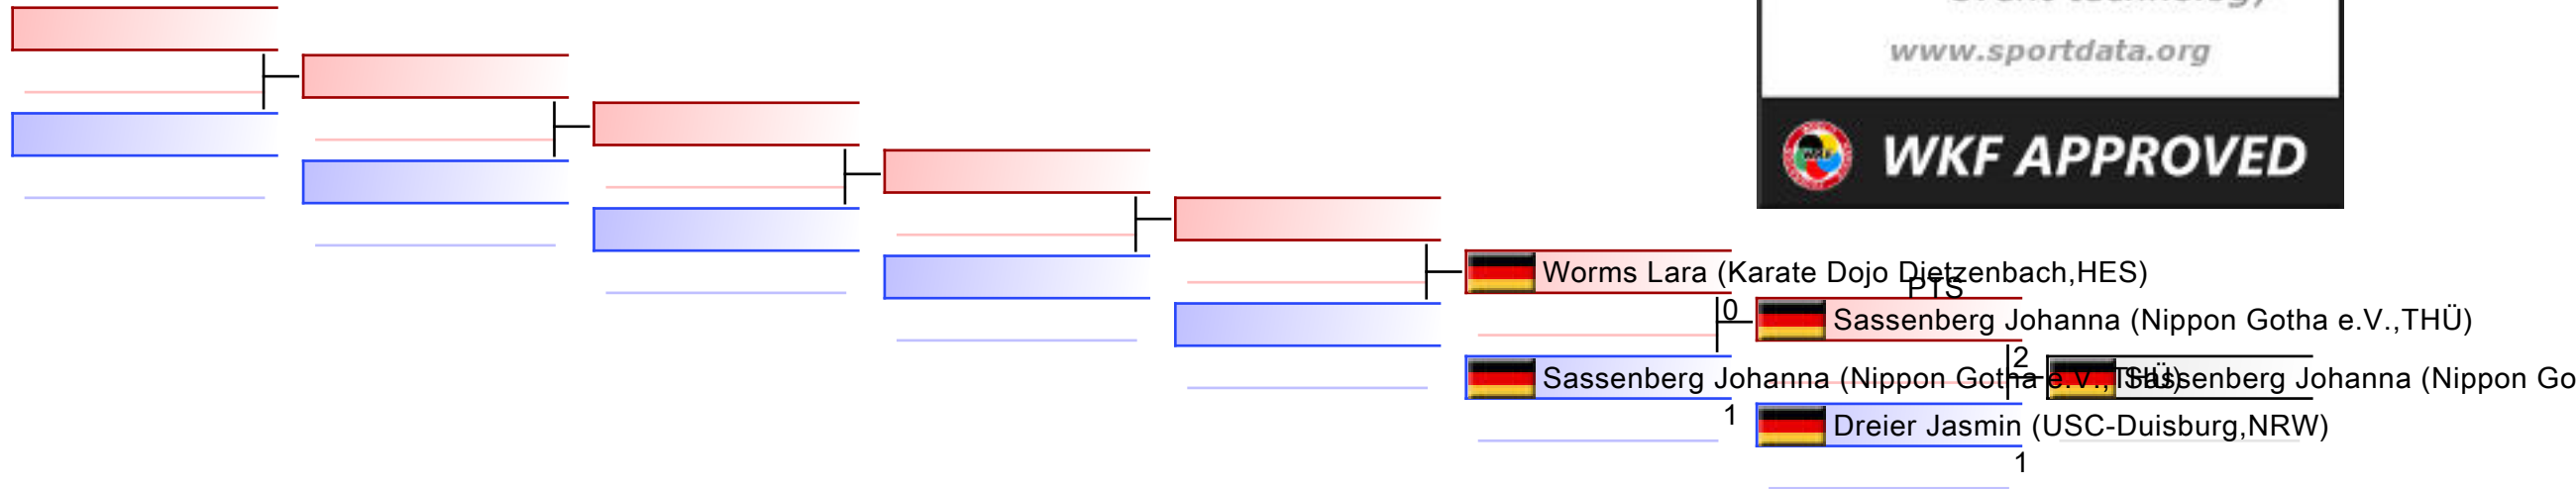 www.sportdata.org
WKF APPROVED
Worms Lara (Karate Dojo Dietzenbach,HES)
PTS
0
Sassenberg Johanna (Nippon Gotha e.V.,THÜ)
2
Sassenberg Johanna (Nippon Gotha e.V.,THÜ)
Sassenberg Johanna (Nippon Go
1
Dreier Jasmin (USC-Duisburg,NRW)
1